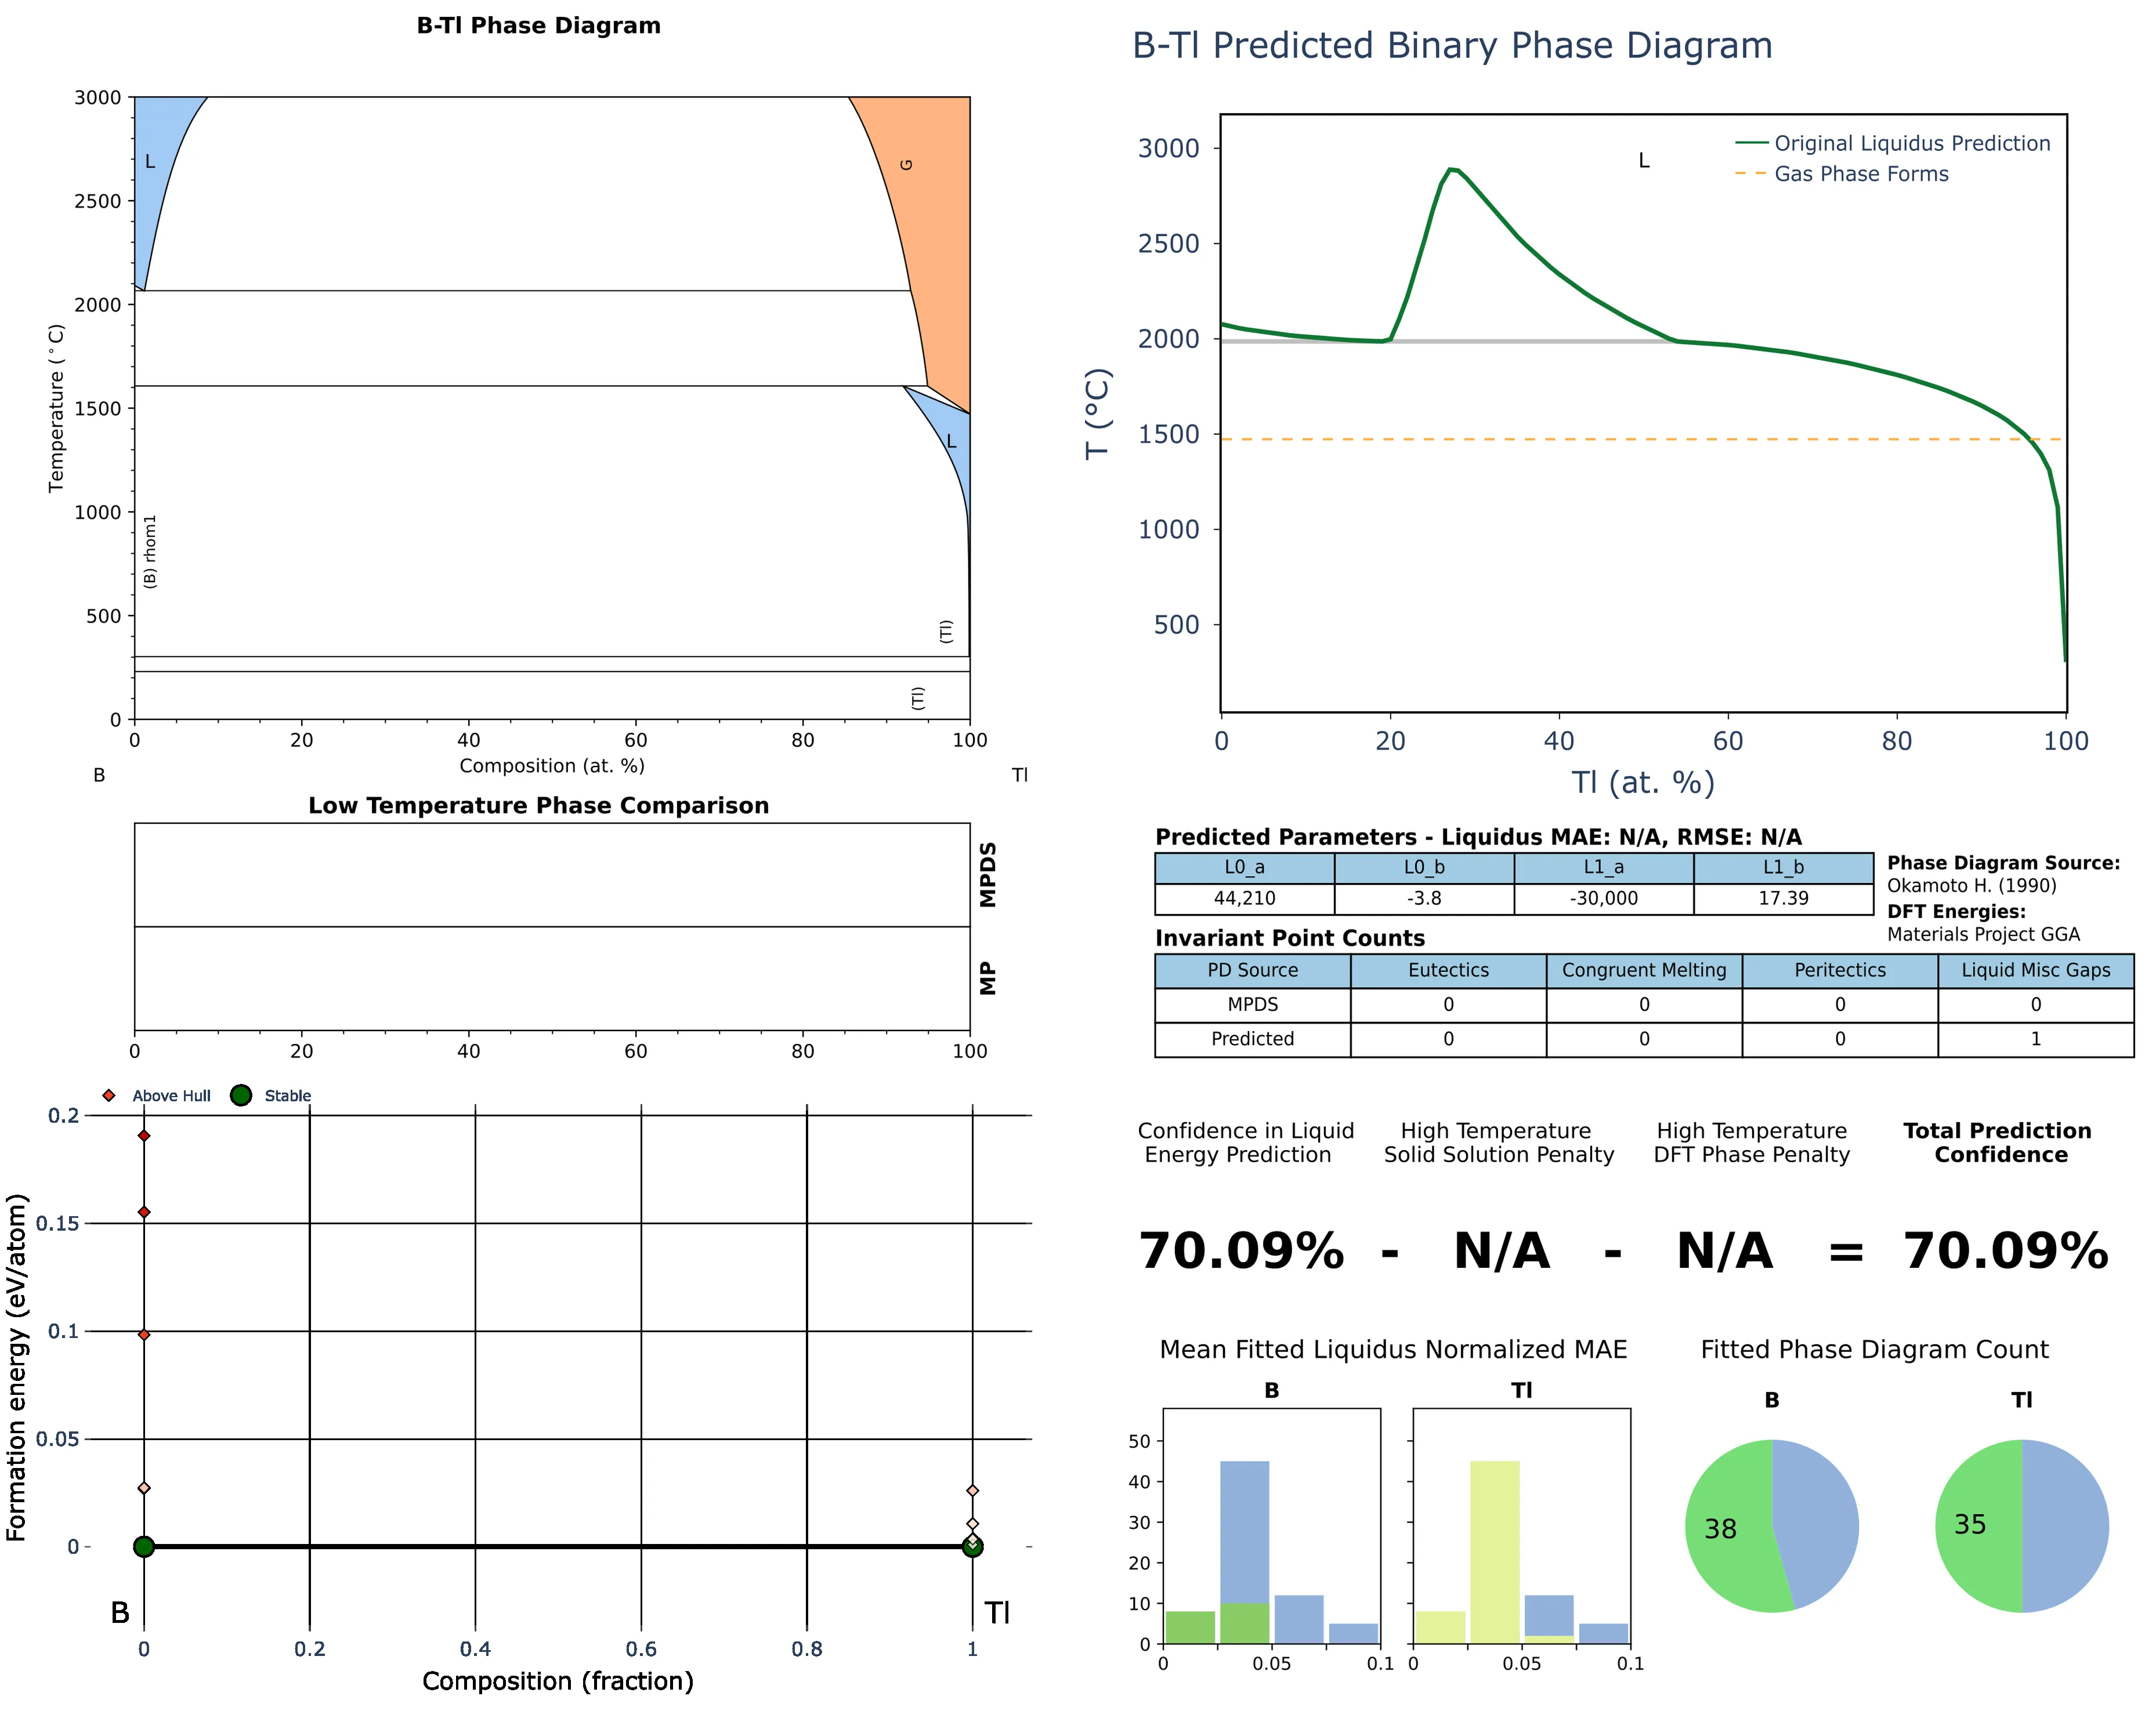 B-Tl Phase Diagram
3000
2500
2000
1500
1000
500
0
Temperature (°C)
L
G
L
(B) rhom1
(Tl)
(Tl)
0 20 40 60 80 100
Composition (at. %)
B Tl
Low Temperature Phase Comparison
MPDS
MP
0 20 40 60 80 100
Above Hull Stable
0.2
0.15
0.1
0.05
0
Formation energy (eV/atom)
B Tl
0 0.2 0.4 0.6 0.8 1
Composition (fraction)
B-Tl Predicted Binary Phase Diagram
3000
2500
2000
1500
1000
500
T (°C)
L
Original Liquidus Prediction
Gas Phase Forms
0 20 40 60 80 100
Tl (at. %)
Predicted Parameters - Liquidus MAE: N/A, RMSE: N/A
L0_a L0_b L1_a L1_b
44,210 -3.8 -30,000 17.39
Phase Diagram Source:
Okamoto H. (1990)
DFT Energies:
Materials Project GGA
Invariant Point Counts
PD Source Eutectics Congruent Melting Peritectics Liquid Misc Gaps
MPDS 0 0 0 0
Predicted 0 0 0 1
Confidence in Liquid
Energy Prediction
High Temperature
Solid Solution Penalty
High Temperature
DFT Phase Penalty
Total Prediction
Confidence
70.09% - N/A - N/A = 70.09%
Mean Fitted Liquidus Normalized MAE
B Tl
50
40
30
20
10
0
0 0.05 0.1 0 0.05 0.1
Fitted Phase Diagram Count
B Tl
38 35